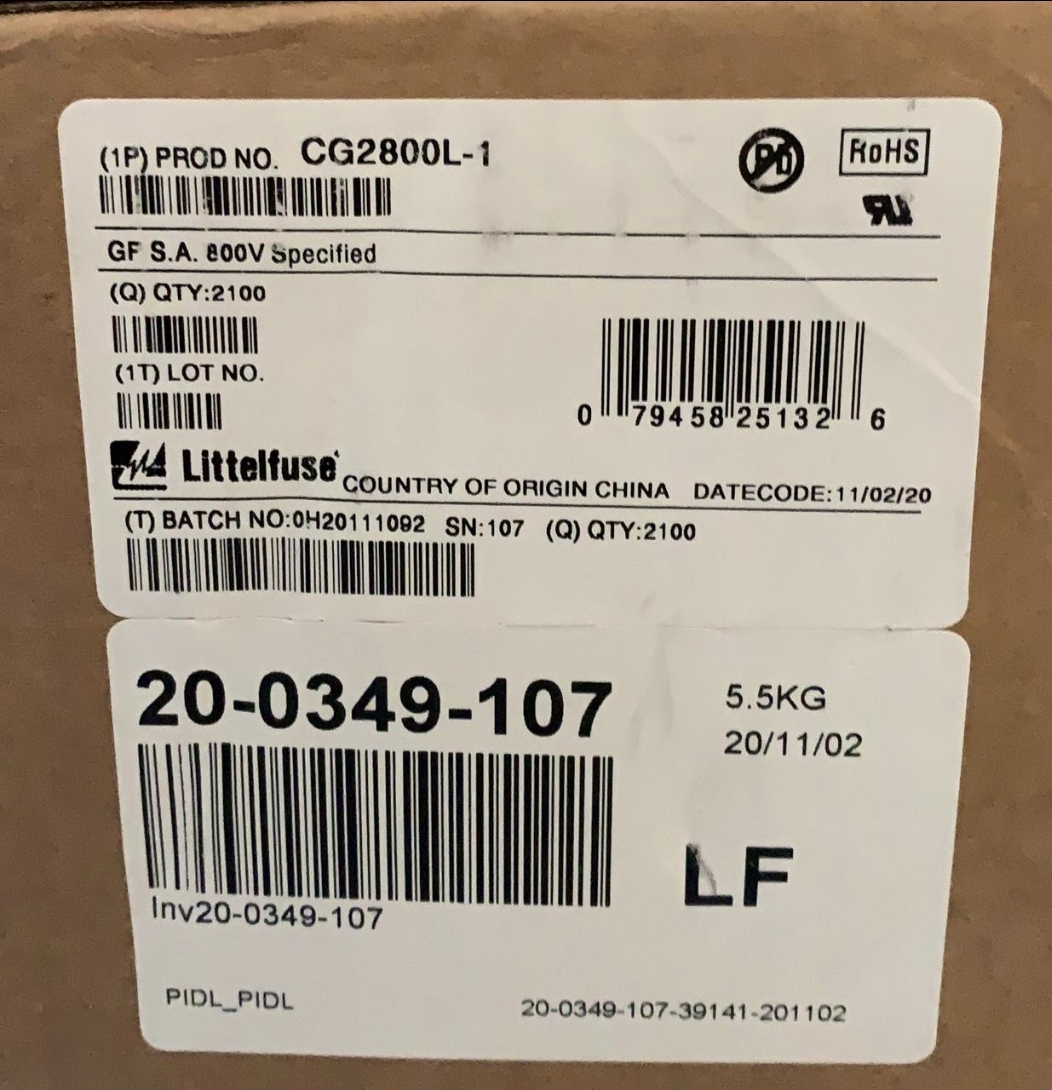 (1P) PROD NO. CG2800L-1
Pb
RoHS
GF S.A. 800V Specified
(Q) QTY:2100
(1T) LOT NO.
0 79458 25132 6
Littelfuse COUNTRY OF ORIGIN CHINA DATECODE:11/02/20
(T) BATCH NO:0H20111092 SN:107 (Q) QTY:2100
20-0349-107
5.5KG
20/11/02
LF
Inv20-0349-107
PIDL_PIDL
20-0349-107-39141-201102